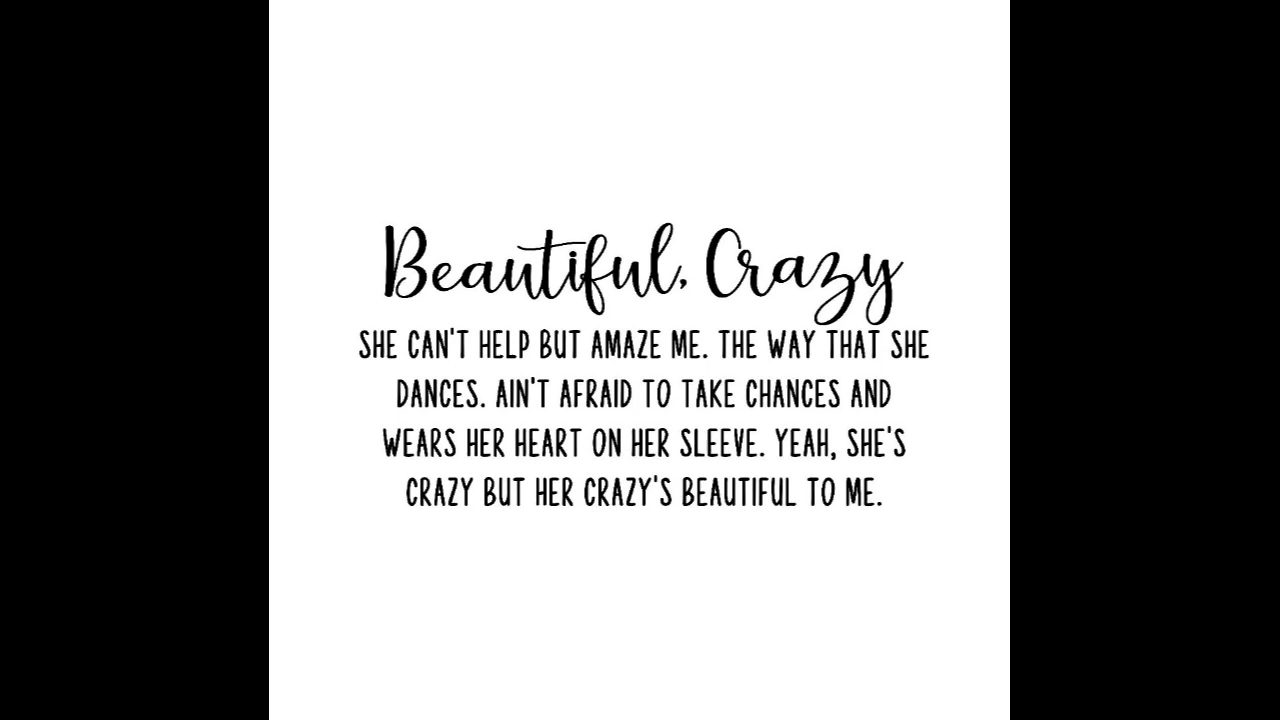 Beautiful, Crazy
SHE CAN'T HELP BUT AMAZE ME. THE WAY THAT SHE
DANCES. AIN'T AFRAID TO TAKE CHANCES AND
WEARS HER HEART ON HER SLEEVE. YEAH, SHE'S
CRAZY BUT HER CRAZY'S BEAUTIFUL TO ME.